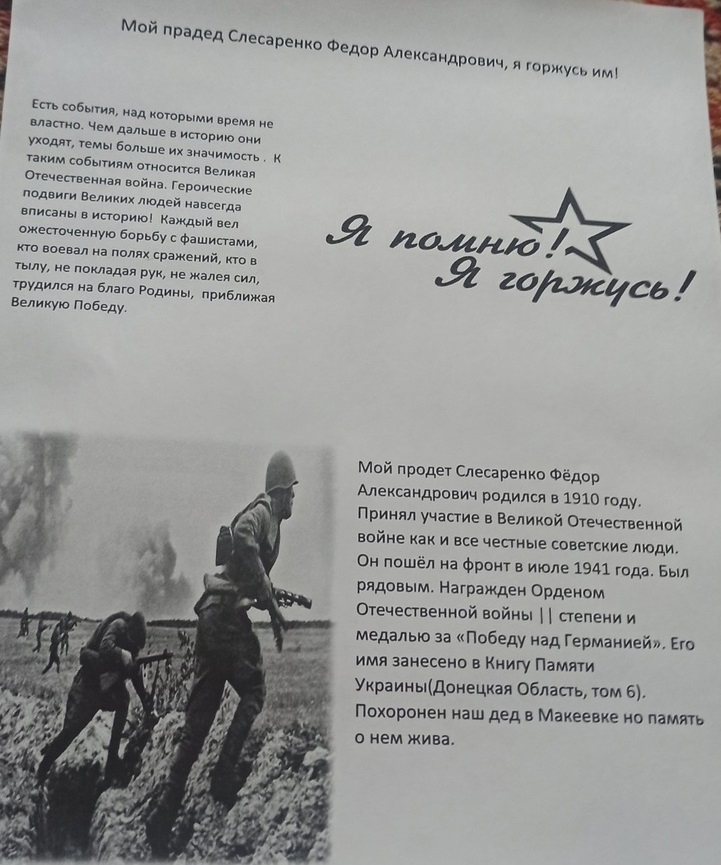 Мой прадед Слесаренко Федор Александрович, я горжусь им!
Есть события, над которыми время не
властно. Чем дальше в историю они
уходят, темы больше их значимость . К
таким событиям относится Великая
Отечественная война. Героические
подвиги Великих людей навсегда
вписаны в историю! Каждый вел
ожесточенную борьбу с фашистами,
кто воевал на полях сражений, кто в
тылу, не покладая рук, не жалея сил,
трудился на благо Родины, приближая
Великую Победу.
Я помню!
Я горжусь!
Мой продет Слесаренко Фёдор
Александрович родился в 1910 году.
Принял участие в Великой Отечественной
войне как и все честные советские люди.
Он пошёл на фронт в июле 1941 года. Был
рядовым. Награжден Орденом
Отечественной войны || степени и
медалью за «Победу над Германией». Его
имя занесено в Книгу Памяти
Украины(Донецкая Область, том 6).
Похоронен наш дед в Макеевке но память
о нем жива.